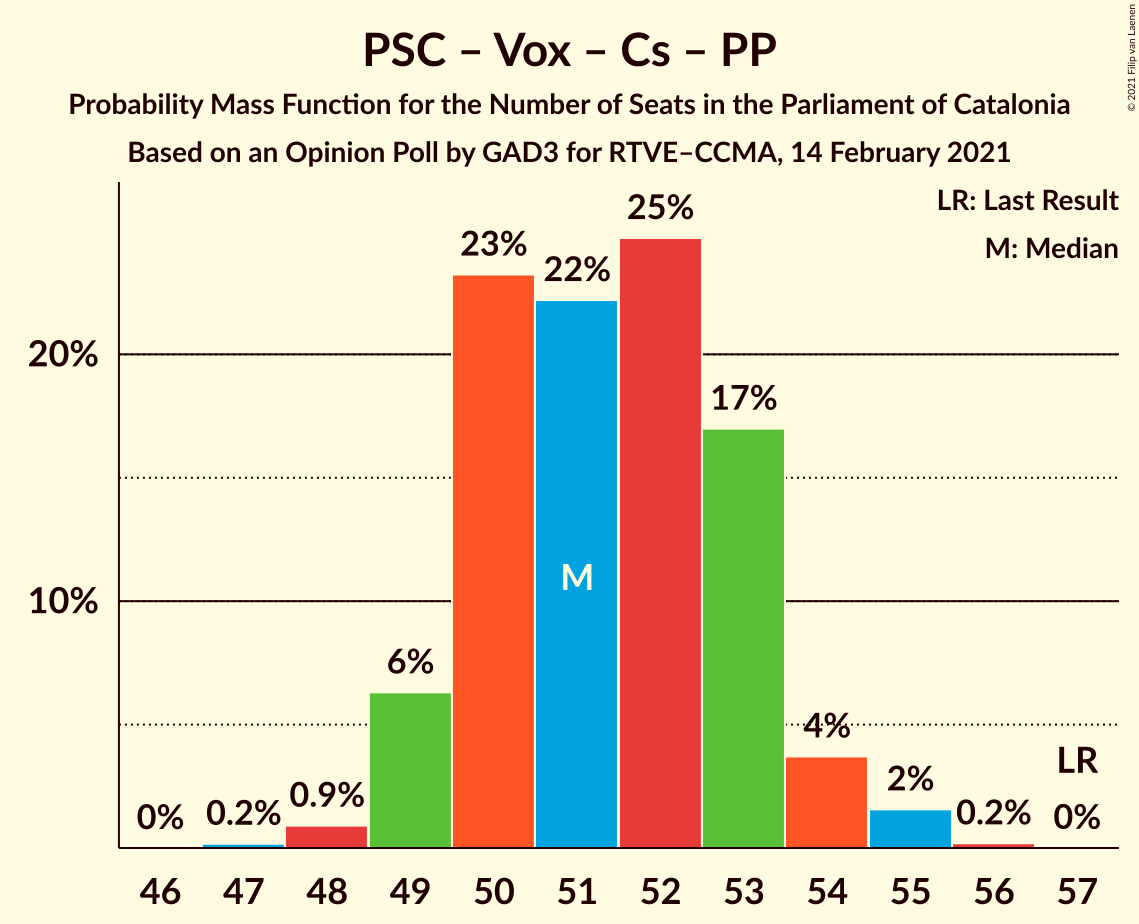 PSC – Vox – Cs – PP
Probability Mass Function for the Number of Seats in the Parliament of Catalonia
Based on an Opinion Poll by GAD3 for RTVE–CCMA, 14 February 2021
© 2021 Filip van Laenen
LR: Last Result
M: Median
25%
23%
22%
20%
17%
M
10%
6%
4%
LR
2%
0%
0.2%
0.9%
0.2%
0%
46 47 48 49 50 51 52 53 54 55 56 57